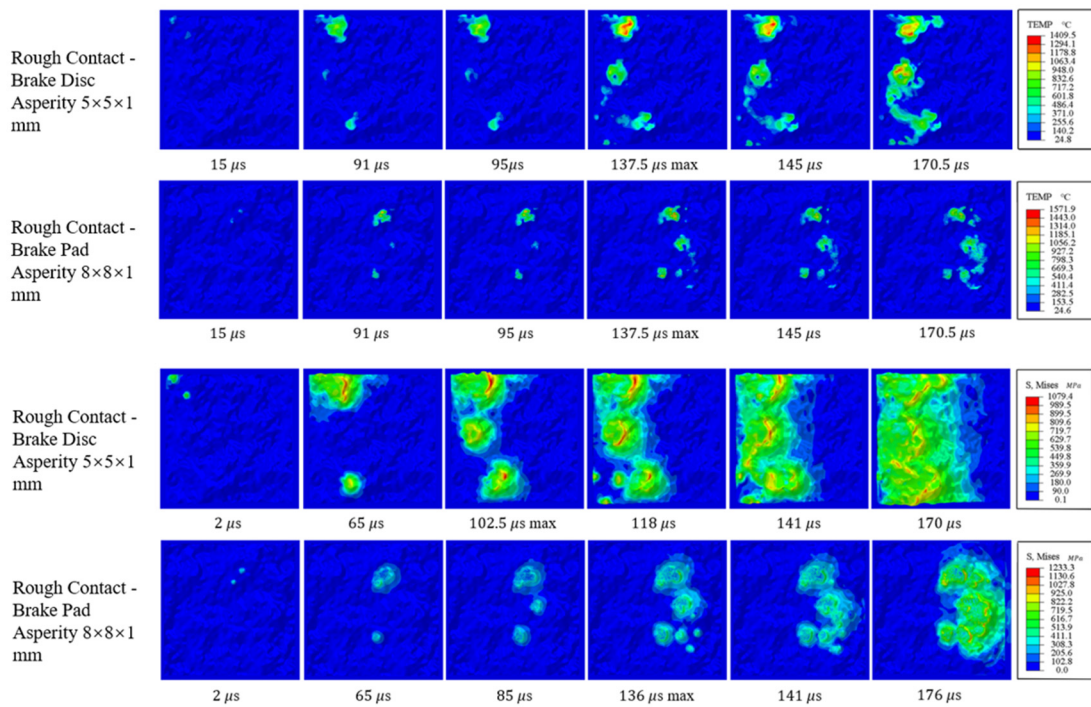 Rough Contact -
Brake Disc
Asperity 5×5×1
mm
15 μs
91 μs
95μs
137.5 μs max
145 μs
170.5 μs
TEMP °C
1409.5
1294.1
1178.8
1063.4
948.0
832.6
717.2
601.8
486.4
371.0
255.6
140.2
24.8
Rough Contact -
Brake Pad
Asperity 8×8×1
mm
15 μs
91 μs
95 μs
137.5 μs max
145 μs
170.5 μs
TEMP °C
1571.9
1443.0
1314.0
1185.1
1056.2
927.2
798.3
669.3
540.4
411.4
282.5
153.5
24.6
Rough Contact -
Brake Disc
Asperity 5×5×1
mm
2 μs
65 μs
102.5 μs max
118 μs
141 μs
170 μs
S, Mises MPa
1079.4
989.5
899.5
809.6
719.7
629.7
539.8
449.8
359.9
269.9
180.0
90.0
0.1
Rough Contact -
Brake Pad
Asperity 8×8×1
mm
2 μs
65 μs
85 μs
136 μs max
141 μs
176 μs
S, Mises MPa
1233.3
1130.6
1027.8
925.0
822.2
719.5
616.7
513.9
411.1
308.3
205.6
102.8
0.0